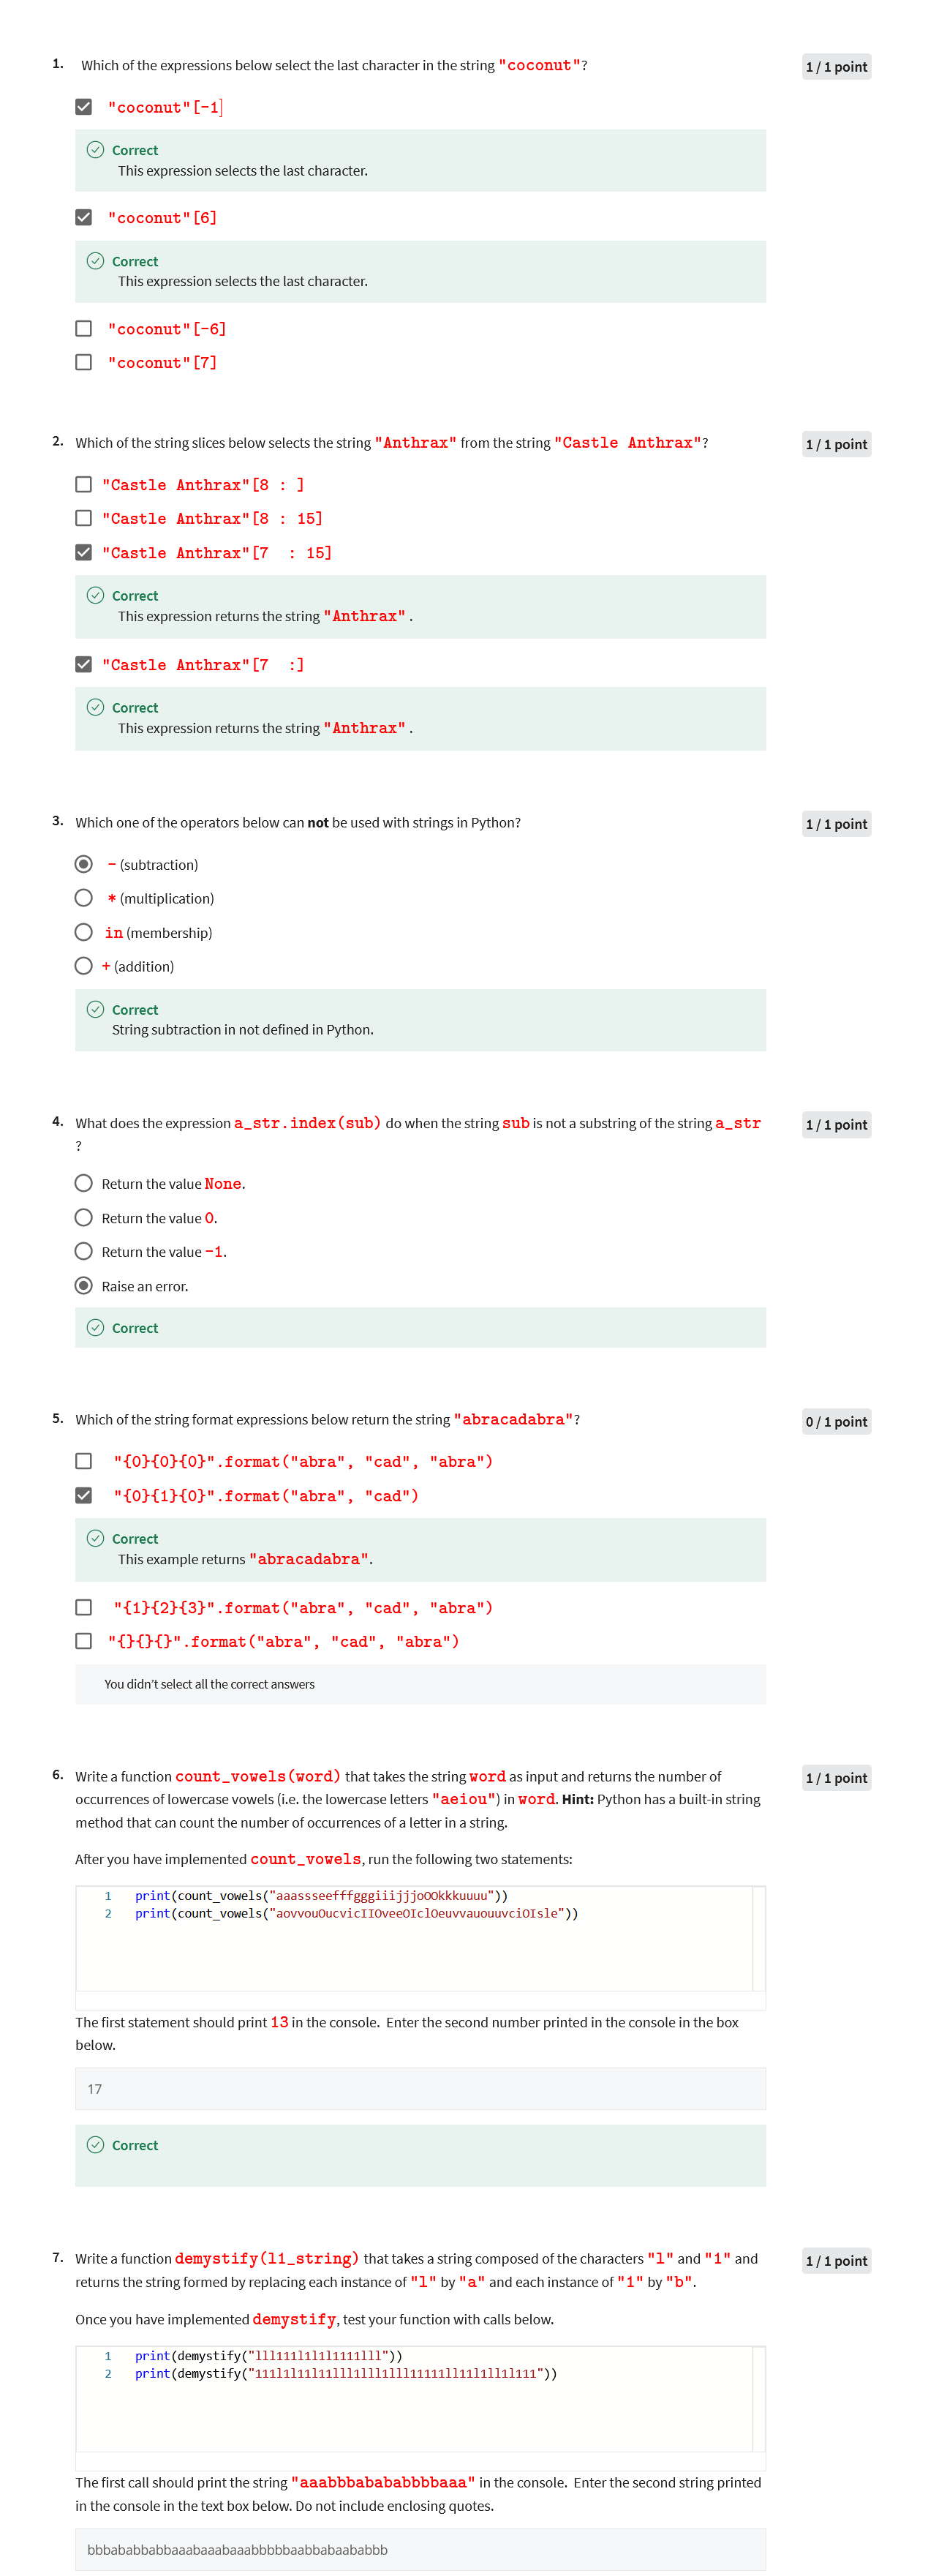 1. Which of the expressions below select the last character in the string "coconut"?
1 / 1 point
"coconut"[-1]
Correct
This expression selects the last character.
"coconut"[6]
Correct
This expression selects the last character.
"coconut"[-6]
"coconut"[7]
2. Which of the string slices below selects the string "Anthrax" from the string "Castle Anthrax"?
1 / 1 point
"Castle Anthrax"[8 : ]
"Castle Anthrax"[8 : 15]
"Castle Anthrax"[7 : 15]
Correct
This expression returns the string "Anthrax" .
"Castle Anthrax"[7 :]
Correct
This expression returns the string "Anthrax" .
3. Which one of the operators below can not be used with strings in Python?
1 / 1 point
- (subtraction)
* (multiplication)
in (membership)
+ (addition)
Correct
String subtraction in not defined in Python.
4. What does the expression a_str.index(sub) do when the string sub is not a substring of the string a_str
?
1 / 1 point
Return the value None.
Return the value 0.
Return the value -1.
Raise an error.
Correct
5. Which of the string format expressions below return the string "abracadabra"?
0 / 1 point
"{0}{0}{0}".format("abra", "cad", "abra")
"{0}{1}{0}".format("abra", "cad")
Correct
This example returns "abracadabra".
"{1}{2}{3}".format("abra", "cad", "abra")
"{}{}{}".format("abra", "cad", "abra")
You didn't select all the correct answers
6. Write a function count_vowels(word) that takes the string word as input and returns the number of
occurrences of lowercase vowels (i.e. the lowercase letters "aeiou") in word. Hint: Python has a built-in string
method that can count the number of occurrences of a letter in a string.
1 / 1 point
After you have implemented count_vowels, run the following two statements:
1 print(count_vowels("aaassseefffgggiiijjjoOOkkkuuuu"))
2 print(count_vowels("aovvouOucvicIIOveeOIclOeuvvauouuvciOIsle"))
The first statement should print 13 in the console. Enter the second number printed in the console in the box
below.
17
Correct
7. Write a function demystify(l1_string) that takes a string composed of the characters "l" and "1" and
returns the string formed by replacing each instance of "l" by "a" and each instance of "1" by "b".
1 / 1 point
Once you have implemented demystify, test your function with calls below.
1 print(demystify("lll111l1l1l1111lll"))
2 print(demystify("111l1l11l11lll1lll1lll11111ll11l1ll1l111"))
The first call should print the string "aaabbbabababbbbaaa" in the console. Enter the second string printed
in the console in the text box below. Do not include enclosing quotes.
bbbababbabbaaabaaabaaabbbbbaabbabaababbb